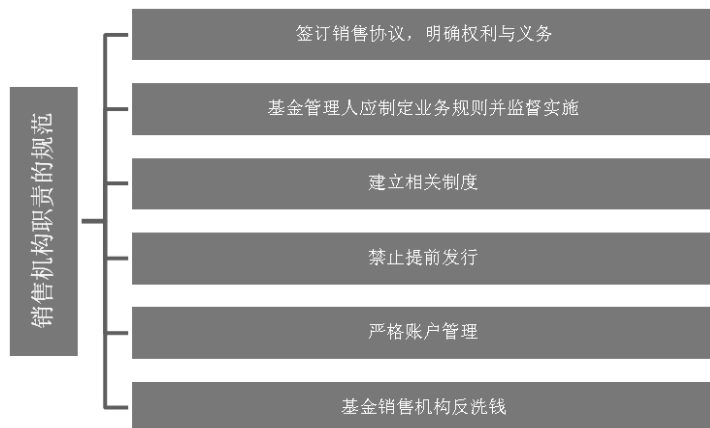 销售机构职责的规范
签订销售协议，明确权利与义务
基金管理人应制定业务规则并监督实施
建立相关制度
禁止提前发行
严格账户管理
基金销售机构反洗钱